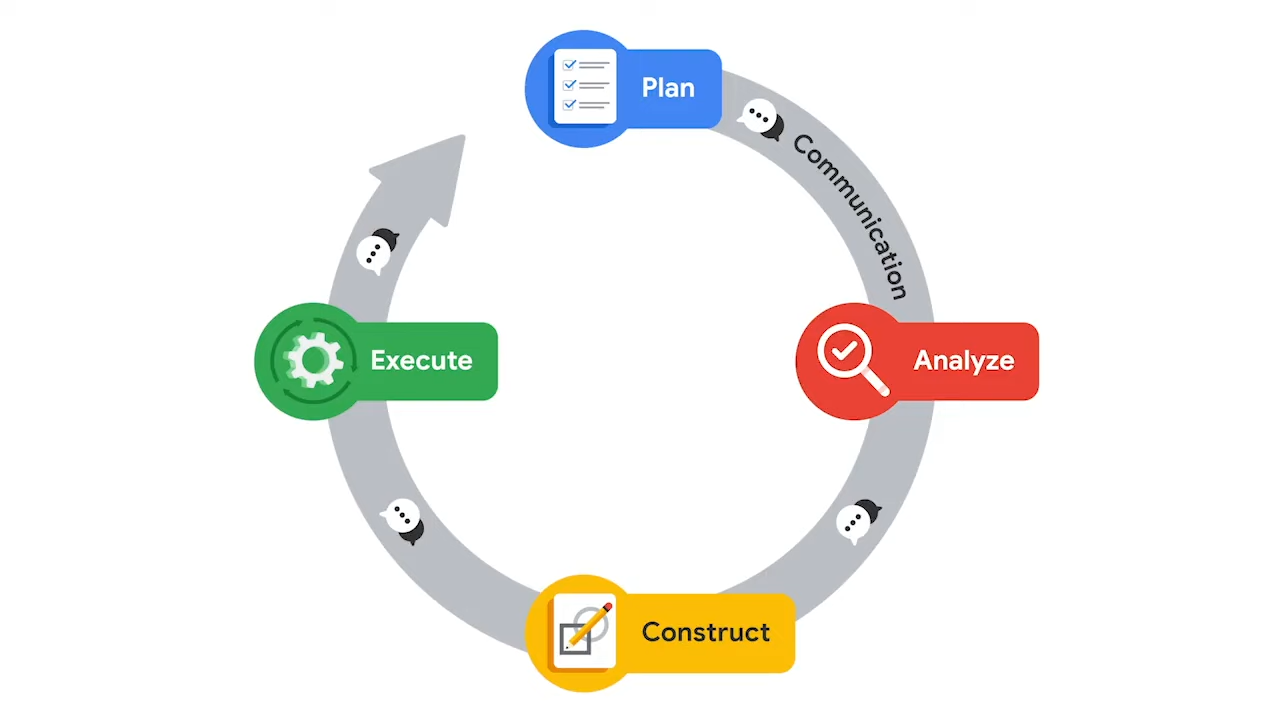 Plan
Communication
Analyze
Construct
Execute